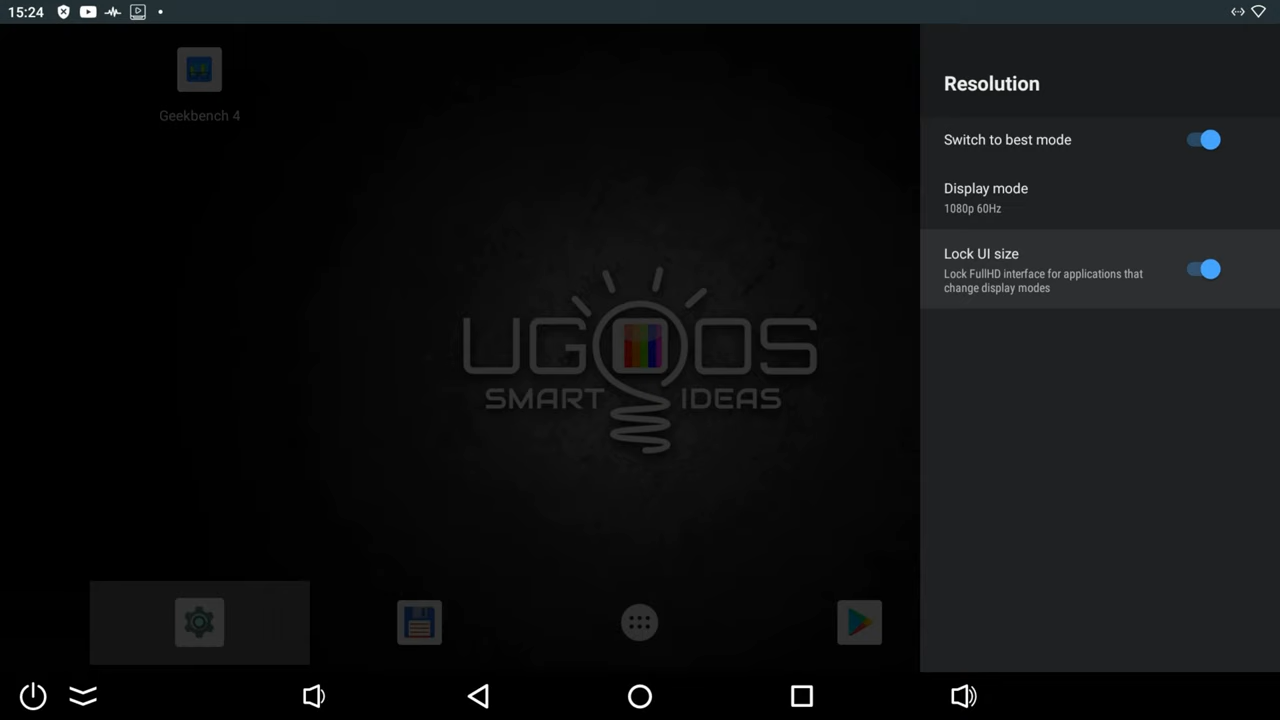 15:24
Geekbench 4
UGOOS
SMART IDEAS
Resolution
Switch to best mode
Display mode
1080p 60Hz
Lock UI size
Lock FullHD interface for applications that
change display modes